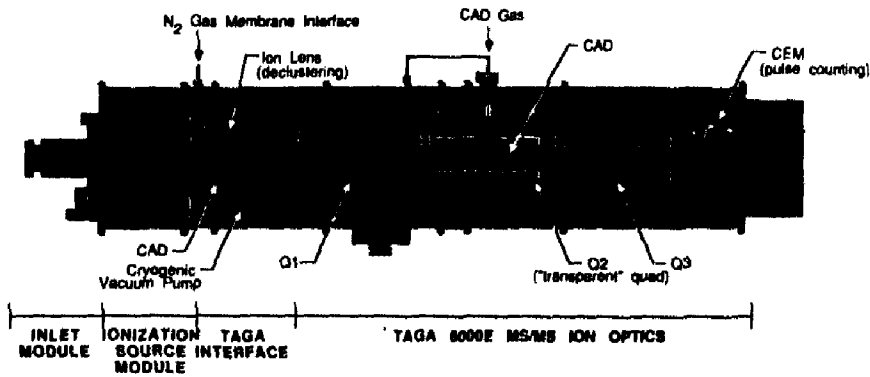 N2 Gas Membrane Interface
CAD Gas
Ion Lens
(declustering)
CAD
CEM
(pulse counting)
CAD
Cryogenic
Vacuum Pump
Q1
Q2
("transparent" quad)
Q3
INLET
MODULE
IONIZATION
SOURCE
MODULE
TAGA
INTERFACE
TAGA 6000E MS/MS ION OPTICS